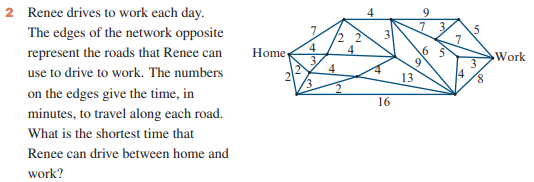 2 Renee drives to work each day.
The edges of the network opposite
represent the roads that Renee can
use to drive to work. The numbers
on the edges give the time, in
minutes, to travel along each road.
What is the shortest time that
Renee can drive between home and
work?
4 9
7 2 2 3 7 3 5
Home 4 4 6 5 7 Work
3 9
2 2 4 4 13 4 3 8
3 2
16